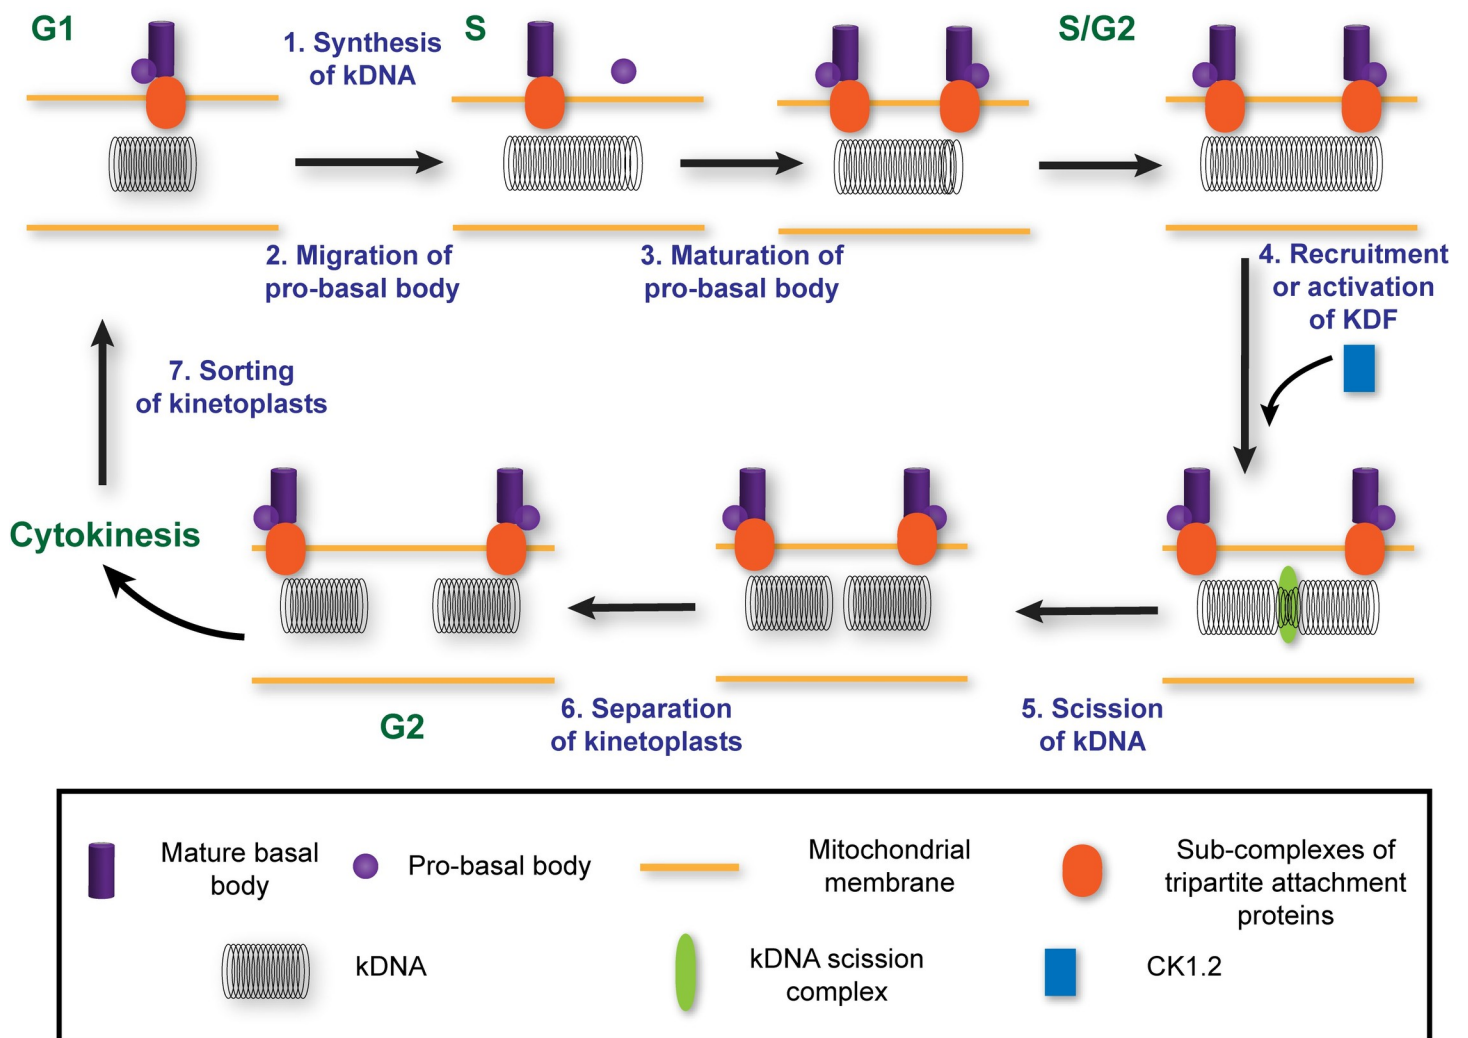 G1
1. Synthesis
of kDNA
S
S/G2
2. Migration of
pro-basal body
3. Maturation of
pro-basal body
4. Recruitment
or activation
of KDF
7. Sorting
of kinetoplasts
Cytokinesis
G2
6. Separation
of kinetoplasts
5. Scission
of kDNA
Mature basal
body
Pro-basal body
Mitochondrial
membrane
Sub-complexes of
tripartite attachment
proteins
kDNA
kDNA scission
complex
CK1.2